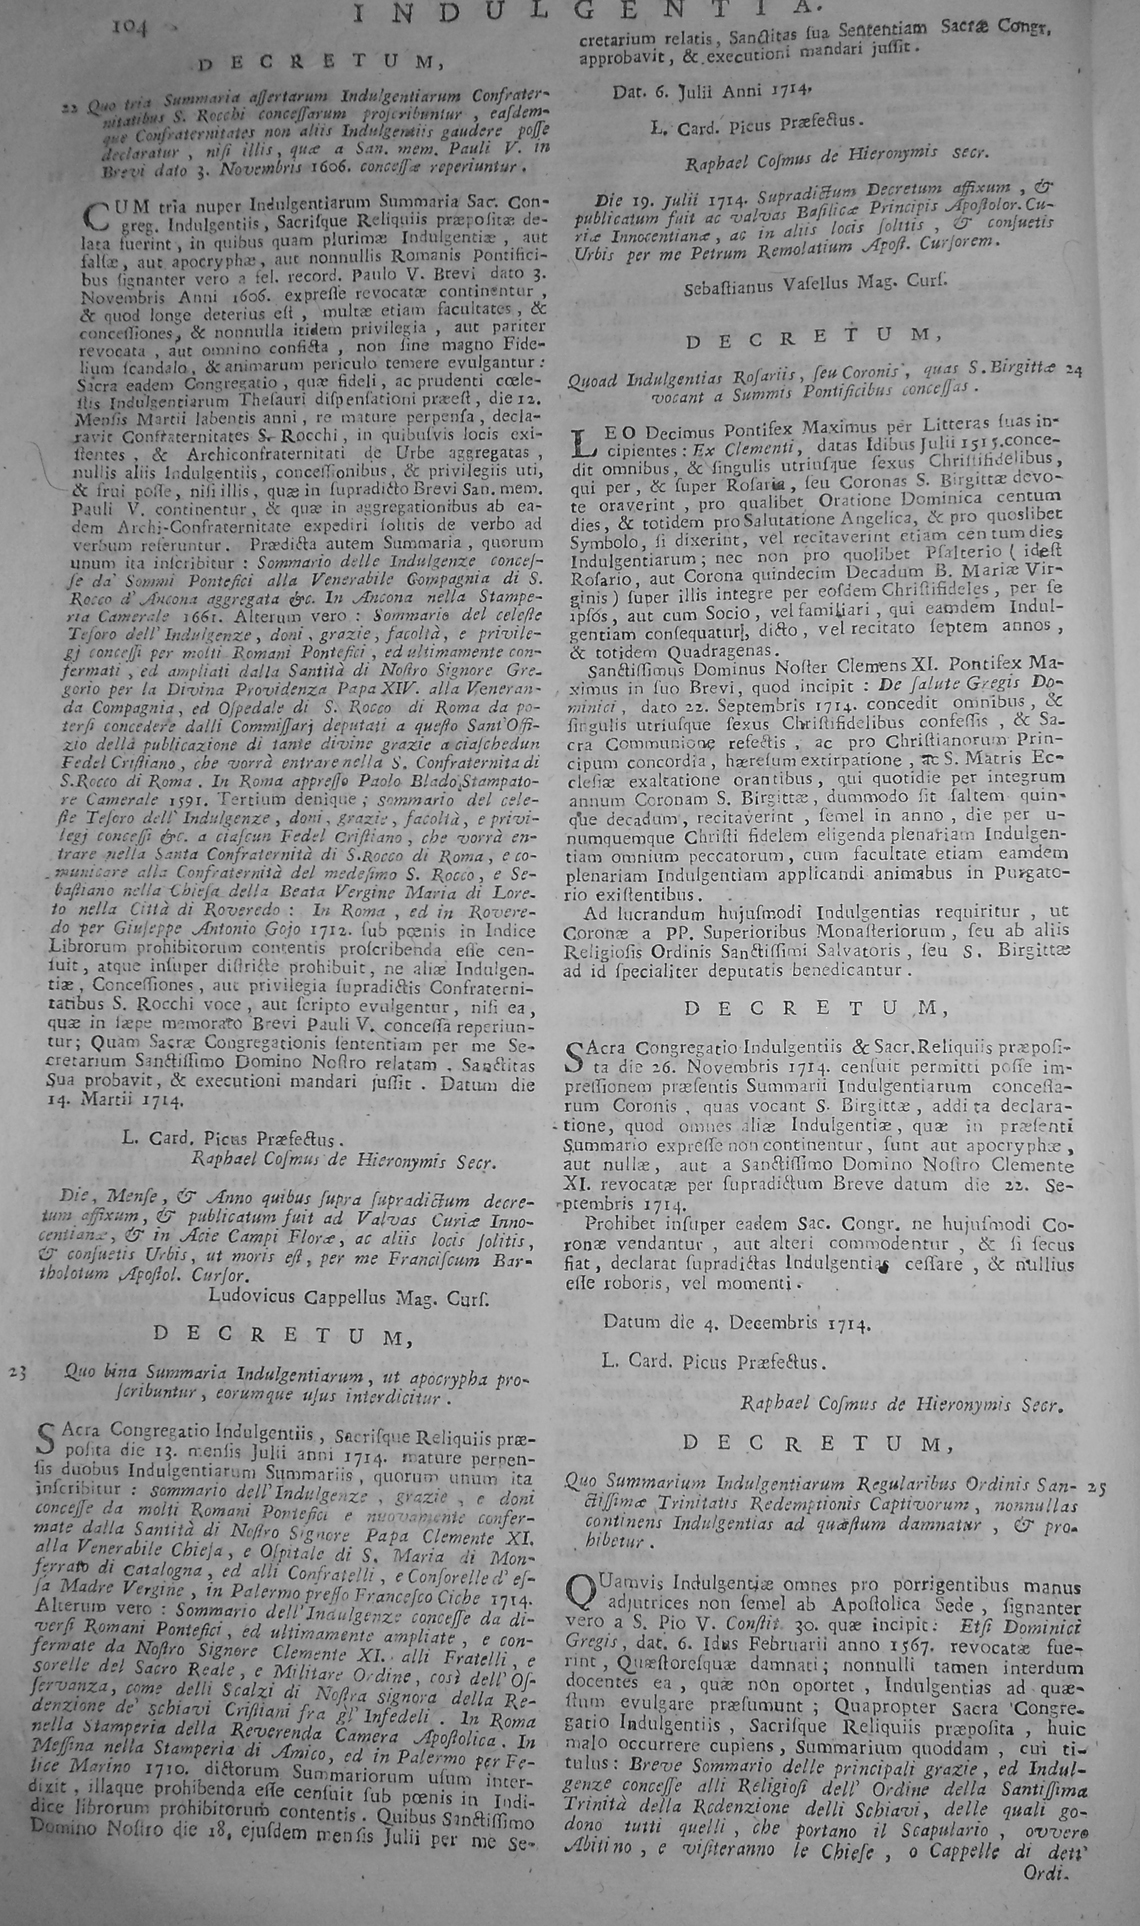 104
INDULGENTIA.
DECRETUM,
22 Quo tria Summaria assertarum Indulgentiarum Confrater-
nitatibus S. Rocchi concessarum proſcribuntur, eaſdem-
que Confraternitates non aliis Indulgentiis gaudere poſſe
declaratur, niſi illis, quæ a San. mem. Pauli V. in
Brevi dato 3. Novembris 1606. conceſſæ reperiuntur.
CUM tria nuper Indulgentiarum Summaria Sac. Con-
greg. Indulgentiis, Sacriſque Reliquiis præpoſitæ de-
lata fuerint, in quibus quam plurimæ Indulgentiæ, aut
falſæ, aut apocryphæ, aut nonnullis Romanis Pontifici-
bus ſignanter vero a fel. record. Paulo V. Brevi dato 3.
Novembris Anni 1606. expreſſe revocatæ continentur,
& quod longe deterius eſt, multæ etiam facultates, &
conceſſiones, & nonnulla itidem privilegia, aut pariter
revocata, aut omnino conficta, non ſine magno Fide-
lium ſcandalo, & animarum periculo temere evulgantur:
Sacra eadem Congregatio, quæ fideli, ac prudenti cœle-
ſtis Indulgentiarum Theſauri diſpenſationi præeſt, die 12.
Menſis Martii labentis anni, re mature perpenſa, decla-
ravit Confraternitates S. Rocchi, in quibuſvis locis exi-
ſtentes, & Archiconfraternitati de Urbe aggregatas,
nullis aliis Indulgentiis, conceſſionibus, & privilegiis uti,
& frui poſſe, niſi illis, quæ in ſupradicto Brevi San. mem.
Pauli V. continentur, & quæ in aggregationibus ab ea-
dem Archi-Confraternitate expediri ſolitis de verbo ad
verbum referuntur. Prædicta autem Summaria, quorum
unum ita inſcribitur: Sommario delle Indulgenze conceſ-
ſe da' Sommi Pontefici alla Venerabile Compagnia di S.
Rocco d'Ancona aggregata &c. In Ancona nella Stampe-
ria Camerale 1661. Alterum vero: Sommario del celeſte
Teſoro dell'Indulgenze, doni, grazie, facoltà, e privile-
gj conceſſi per molti Romani Pontefici, ed ultimamente con-
fermati, ed ampliati dalla Santità di Noſtro Signore Gre-
gorio per la Divina Providenza Papa XIV. alla Veneran-
da Compagnia, ed Oſpedale di S. Rocco di Roma da po-
terſi concedere dalli Commiſſarj deputati a queſto Sant'Offi-
zio della publicazione di tante divine grazie a ciaſchedun
Fedel Criſtiano, che vorrà entrare nella S. Confraternita di
S. Rocco di Roma. In Roma appreſſo Paolo Blado Stampato-
re Camerale 1591. Tertium denique; sommario del cele-
ſte Teſoro dell'Indulgenze, doni, grazie, facoltà, e privi-
legj conceſſi &c. a ciaſcun Fedel Criſtiano, che vorrà en-
trare nella Santa Confraternità di S. Rocco di Roma, e co-
municare alla Confraternità del medeſimo S. Rocco, e Se-
baſtiano nella Chieſa della Beata Vergine Maria di Lore-
to nella Città di Roveredo: In Roma, ed in Rovere-
do per Giuſeppe Antonio Gojo 1712. ſub pœnis in Indice
Librorum prohibitorum contentis proſcribenda eſſe cen-
ſuit, atque inſuper diſtricte prohibuit, ne aliæ Indulgen-
tiæ, Conceſſiones, aut privilegia ſupradictis Confraterni-
tatibus S. Rocchi voce, aut ſcripto evulgentur, niſi ea,
quæ in ſæpe memorato Brevi Pauli V. conceſſa reperiun-
tur; Quam Sacræ Congregationis ſententiam per me Se-
cretarium Sanctiſſimo Domino Noſtro relatam. Sanctitas
Sua probavit, & executioni mandari juſſit. Datum die
14. Martii 1714.
L. Card. Picus Præfectus.
Raphael Coſmus de Hieronymis Secr.
Die, Menſe, & Anno quibus ſupra ſupradictum decre-
tum affixum, & publicatum fuit ad Valvas Curiæ Inno-
centianæ, & in Acie Campi Floræ, ac aliis locis ſolitis,
& conſuetis Urbis, ut moris eſt, per me Franciſcum Bar-
tholotum Apoſtol. Curſor.
Ludovicus Cappellus Mag. Curſ.
DECRETUM,
23 Quo bina Summaria Indulgentiarum, ut apocrypha pro-
ſcribuntur, eorumque uſus interdicitur.
SAcra Congregatio Indulgentiis, Sacriſque Reliquiis præ-
poſita die 13. menſis Julii anni 1714. mature perpen-
ſis duobus Indulgentiarum Summariis, quorum unum ita
inſcribitur: sommario dell'Indulgenze, grazie, e doni
conceſſe da molti Romani Pontefici e nuovamente confer-
mate dalla Santità di Noſtro Signore Papa Clemente XI.
alla Venerabile Chieſa, e Oſpitale di S. Maria di Mon-
ferrato di Catalogna, ed alli Confratelli, e Conſorelle d' eſ-
ſa Madre Vergine, in Palermo preſſo Franceſco Ciche 1714.
Alterum vero: Sommario dell'Indulgenze conceſſe da di-
verſi Romani Pontefici, ed ultimamente ampliate, e con-
fermate da Noſtro Signore Clemente XI. alli Fratelli, e
sorelle del Sacro Reale, e Militare Ordine, così dell'Oſ-
ſervanza, come delli Scalzi di Noſtra signora della Re-
denzione de' schiavi Criſtiani fra gl'Infedeli. In Roma
nella Stamperia della Reverenda Camera Apoſtolica. In
Meſſina nella Stamperia di Amico, ed in Palermo per Fe-
lice Marino 1710. dictorum Summariorum uſum inter-
dixit, illaque prohibenda eſſe cenſuit ſub pœnis in Indi-
dice librorum prohibitorum contentis. Quibus Sanctiſſimo
Domino Noſtro die 18, ejuſdem menſis Julii per me Se-
cretarium relatis, Sanctitas ſua Sententiam Sacræ Congr,
approbavit, & executioni mandari juſſit.
Dat. 6. Julii Anni 1714.
L. Card. Picus Præfectus.
Raphael Coſmus de Hieronymis secr.
Die 19. Julii 1714. Supradictum Decretum affixum, &
publicatum fuit ac valvas Baſilicæ Principis Apoſtolor. Cu-
riæ Innocentianæ, ac in aliis locis ſolitis, & conſuetis
Urbis per me Petrum Remolatium Apoſt. Curſorem.
Sebaſtianus Vaſellus Mag. Curſ.
DECRETUM,
Quoad Indulgentias Roſariis, ſeu Coronis, quas S. Birgittæ 24
vocant a Summis Pontificibus conceſſas.
LEO Decimus Pontifex Maximus per Litteras ſuas in-
cipientes: Ex Clementi, datas Idibus Julii 1515. conce-
dit omnibus, & ſingulis utriuſque ſexus Chriſtifidelibus,
qui per, & ſuper Roſaria, ſeu Coronas S. Birgittæ devo-
te oraverint, pro qualibet Oratione Dominica centum
dies, & totidem pro Salutatione Angelica, & pro quoslibet
Symbolo, ſi dixerint, vel recitaverint etiam centum dies
Indulgentiarum; nec non pro quolibet Pſalterio (ideſt
Roſario, aut Corona quindecim Decadum B. Mariæ Vir-
ginis) ſuper illis integre per eoſdem Chriſtifideles, per ſe
ipſos, aut cum Socio, vel familiari, qui eamdem Indul-
gentiam conſequatur, dicto, vel recitato ſeptem annos,
& totidem Quadragenas.
Sanctiſſimus Dominus Noſter Clemens XI. Pontifex Ma-
ximus in ſuo Brevi, quod incipit: De ſalute Gregis Do-
minici, dato 22. Septembris 1714. concedit omnibus, &
ſingulis utriuſque ſexus Chriſtifidelibus confeſſis, & Sa-
cra Communione refectis, ac pro Chriſtianorum Prin-
cipum concordia, hæreſum extirpatione, ac S. Matris Ec-
cleſiæ exaltatione orantibus, qui quotidie per integrum
annum Coronam S. Birgittæ, dummodo ſit ſaltem quin-
que decadum, recitaverint, ſemel in anno, die per u-
numquemque Chriſti fidelem eligenda plenariam Indulgen-
tiam omnium peccatorum, cum facultate etiam eamdem
plenariam Indulgentiam applicandi animabus in Purgato-
rio exiſtentibus.
Ad lucrandum hujuſmodi Indulgentias requiritur, ut
Coronæ a PP. Superioribus Monaſteriorum, ſeu ab aliis
Religioſis Ordinis Sanctiſſimi Salvatoris, ſeu S. Birgittæ
ad id ſpecialiter deputatis benedicantur.
DECRETUM,
SAcra Congregatio Indulgentiis & Sacr. Reliquiis præpoſi-
ta die 26. Novembris 1714. cenſuit permitti poſſe im-
preſſionem præſentis Summarii Indulgentiarum conceſſa-
rum Coronis, quas vocant S. Birgittæ, addita declara-
tione, quod omnes aliæ Indulgentiæ, quæ in præſenti
Summario expreſſe non continentur, ſunt aut apocryphæ,
aut nullæ, aut a Sanctiſſimo Domino Noſtro Clemente
XI. revocatæ per ſupradictum Breve datum die 22. Se-
ptembris 1714.
Prohibet inſuper eadem Sac. Congr. ne hujuſmodi Co-
ronæ vendantur, aut alteri commodentur, & ſi ſecus
fiat, declarat ſupradictas Indulgentias ceſſare, & nullius
eſſe roboris, vel momenti.
Datum die 4. Decembris 1714.
L. Card. Picus Præfectus.
Raphael Coſmus de Hieronymis Secr.
DECRETUM,
Quo Summarium Indulgentiarum Regularibus Ordinis San- 25
ctiſſimæ Trinitatis Redemptionis Captivorum, nonnullas
continens Indulgentias ad quæſtum damnatur, & pro-
hibetur.
QUamvis Indulgentiæ omnes pro porrigentibus manus
adjutrices non ſemel ab Apoſtolica Sede, ſignanter
vero a S. Pio V. Conſtit. 30. quæ incipit: Etſi Dominici
Gregis, dat. 6. Idus Februarii anno 1567. revocatæ fue-
rint, Quæſtoreſquæ damnati; nonnulli tamen interdum
docentes ea, quæ non oportet, Indulgentias ad quæ-
ſtum evulgare præſumunt; Quapropter Sacra Congre-
gatio Indulgentiis, Sacriſque Reliquiis præpoſita, huic
malo occurrere cupiens, Summarium quoddam, cui ti-
tulus: Breve Sommario delle principali grazie, ed Indul-
genze conceſſe alli Religioſi dell' Ordine della Santiſſima
Trinità della Redenzione delli Schiavi, delle quali go-
dono tutti quelli, che portano il Scapulario, ovvero
Abitino, e viſiteranno le Chieſe, o Cappelle di dett'
Ordi.